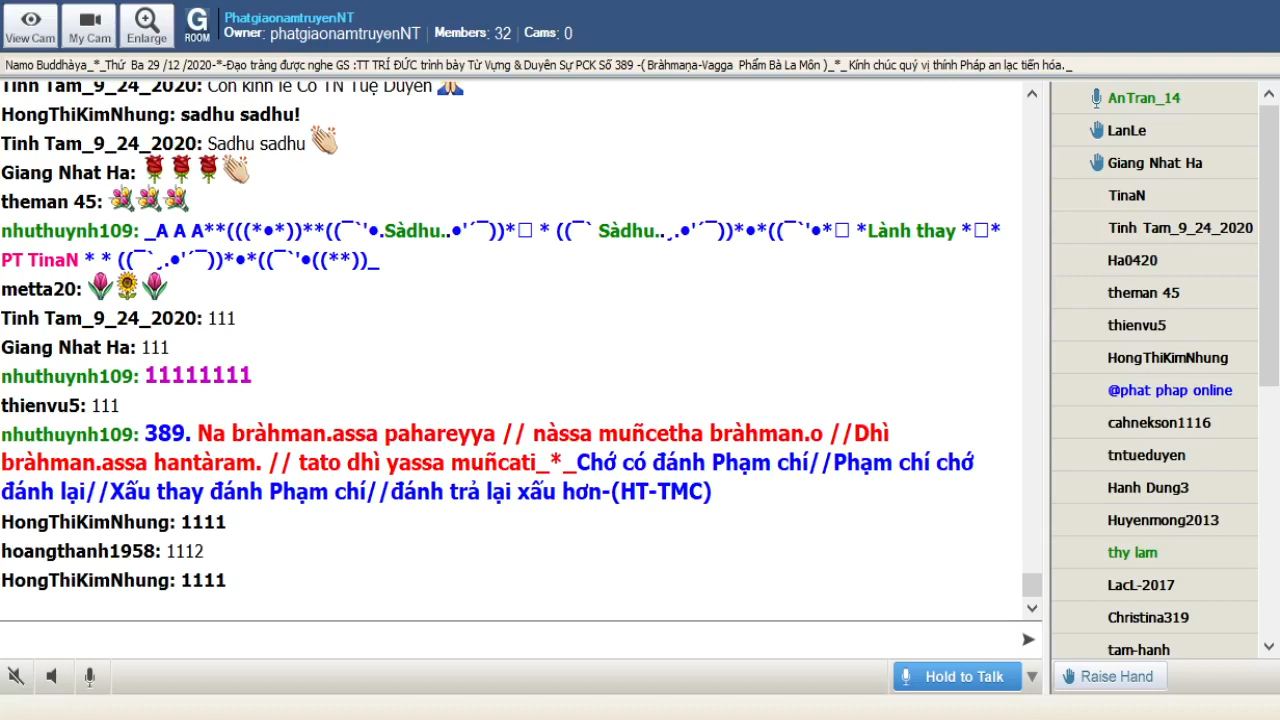 View Cam
My Cam
Enlarge
G
ROOM
PhatgiaonamtruyenNT
Owner: phatgiaonamtruyenNT | Members: 32 | Cams: 0
Namo Buddhàya_*_Thứ Ba 29 /12 /2020-*-Đạo tràng được nghe GS :TT TRÍ ĐỨC trình bày Từ Vựng & Duyên Sự PCK Số 389 -( Bràhmaṇa-Vagga Phẩm Bà La Môn )_*_ Kính chúc quý vị thính Pháp an lạc tiến hóa._
Tinh Tam_9_24_2020: Con kính lễ Cô TN Tuệ Duyên 🙏
HongThiKimNhung: sadhu sadhu!
Tinh Tam_9_24_2020: Sadhu sadhu 👏
Giang Nhat Ha: 🌹🌹🌹👏
theman 45: 💐💐💐
nhuthuynh109: _A A A**(((*•*))**((¯`'•.Sàdhu..•'´¯))*□ * ((¯` Sàdhu..¸.•'´¯))*•*((¯`'•*□ *Lành thay *□*
PT TinaN * * ((¯`¸.•'´¯))*•*((¯`'•((**))_
metta20: 🌷🌻🌷
Tinh Tam_9_24_2020: 111
Giang Nhat Ha: 111
nhuthuynh109: 11111111
thienvu5: 111
nhuthuynh109: 389. Na bràhman.assa pahareyya // nàssa muñcetha bràhman.o //Dhì
bràhman.assa hantàram. // tato dhì yassa muñcati_*_Chớ có đánh Phạm chí//Phạm chí chớ
đánh lại//Xấu thay đánh Phạm chí//đánh trả lại xấu hơn-(HT-TMC)
HongThiKimNhung: 1111
hoangthanh1958: 1112
HongThiKimNhung: 1111
Hold to Talk
AnTran_14
LanLe
Giang Nhat Ha
TinaN
Tinh Tam_9_24_2020
Ha0420
theman 45
thienvu5
HongThiKimNhung
@phat phap online
cahnekson1116
tntueduyen
Hanh Dung3
Huyenmong2013
thy lam
LacL-2017
Christina319
tam-hanh
Raise Hand